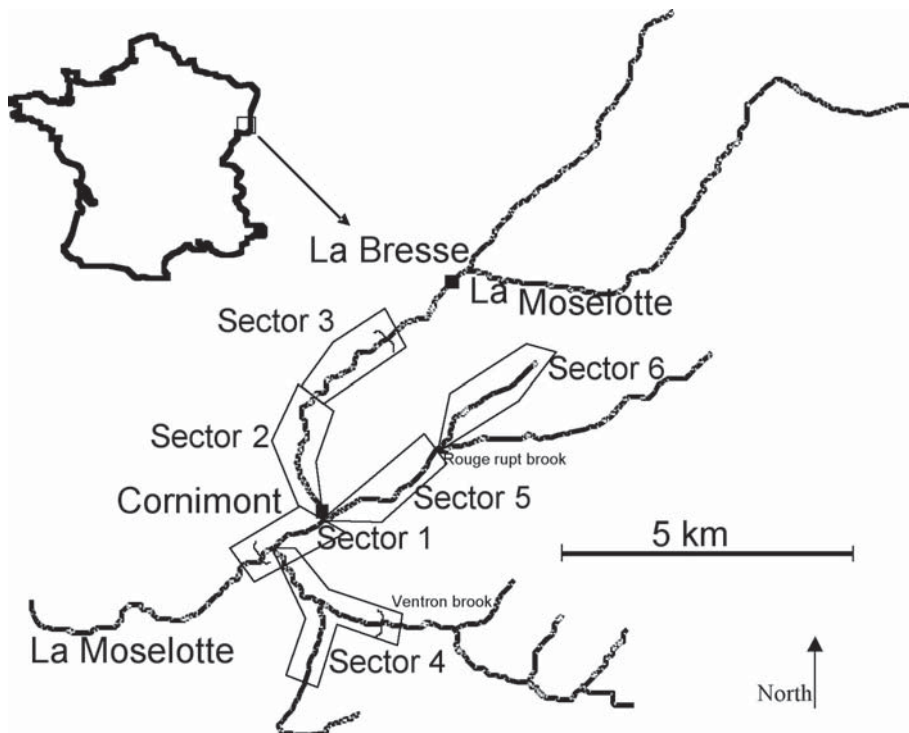 La Bresse
La Moselotte
Sector 3
Sector 6
Sector 2
Rouge rupt brook
Cornimont
Sector 5
Sector 1
5 km
Ventron brook
La Moselotte
Sector 4
North